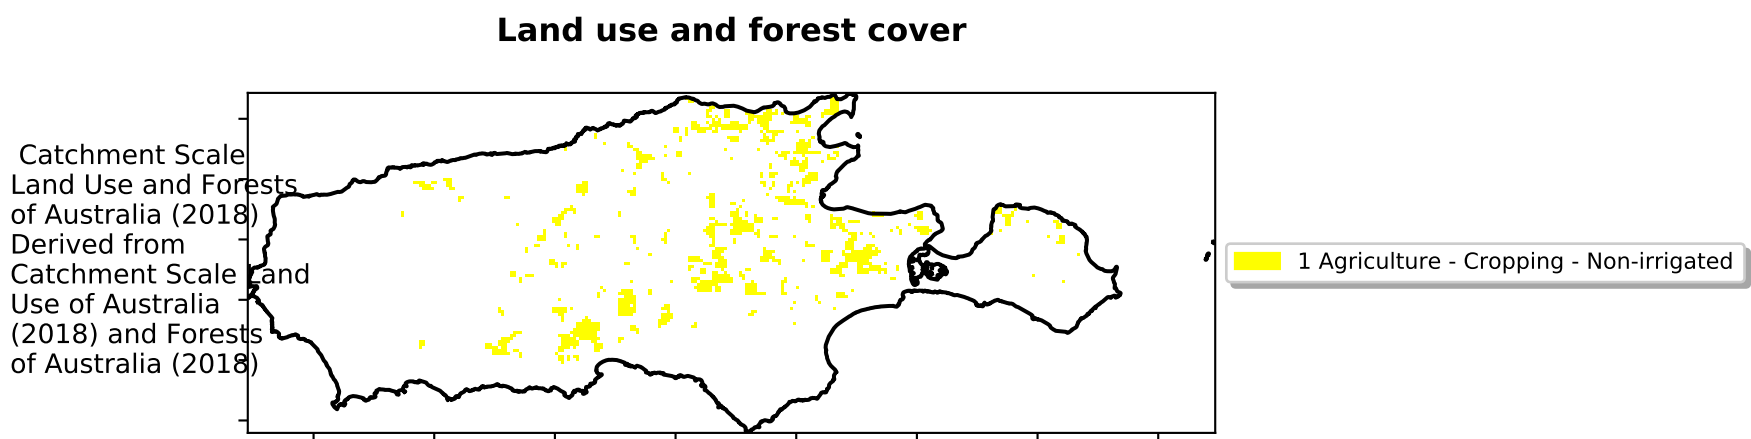 Land use and forest cover
Catchment Scale
Land Use and Forests
of Australia (2018)
Derived from
Catchment Scale Land
Use of Australia
(2018) and Forests
of Australia (2018)
1 Agriculture - Cropping - Non-irrigated